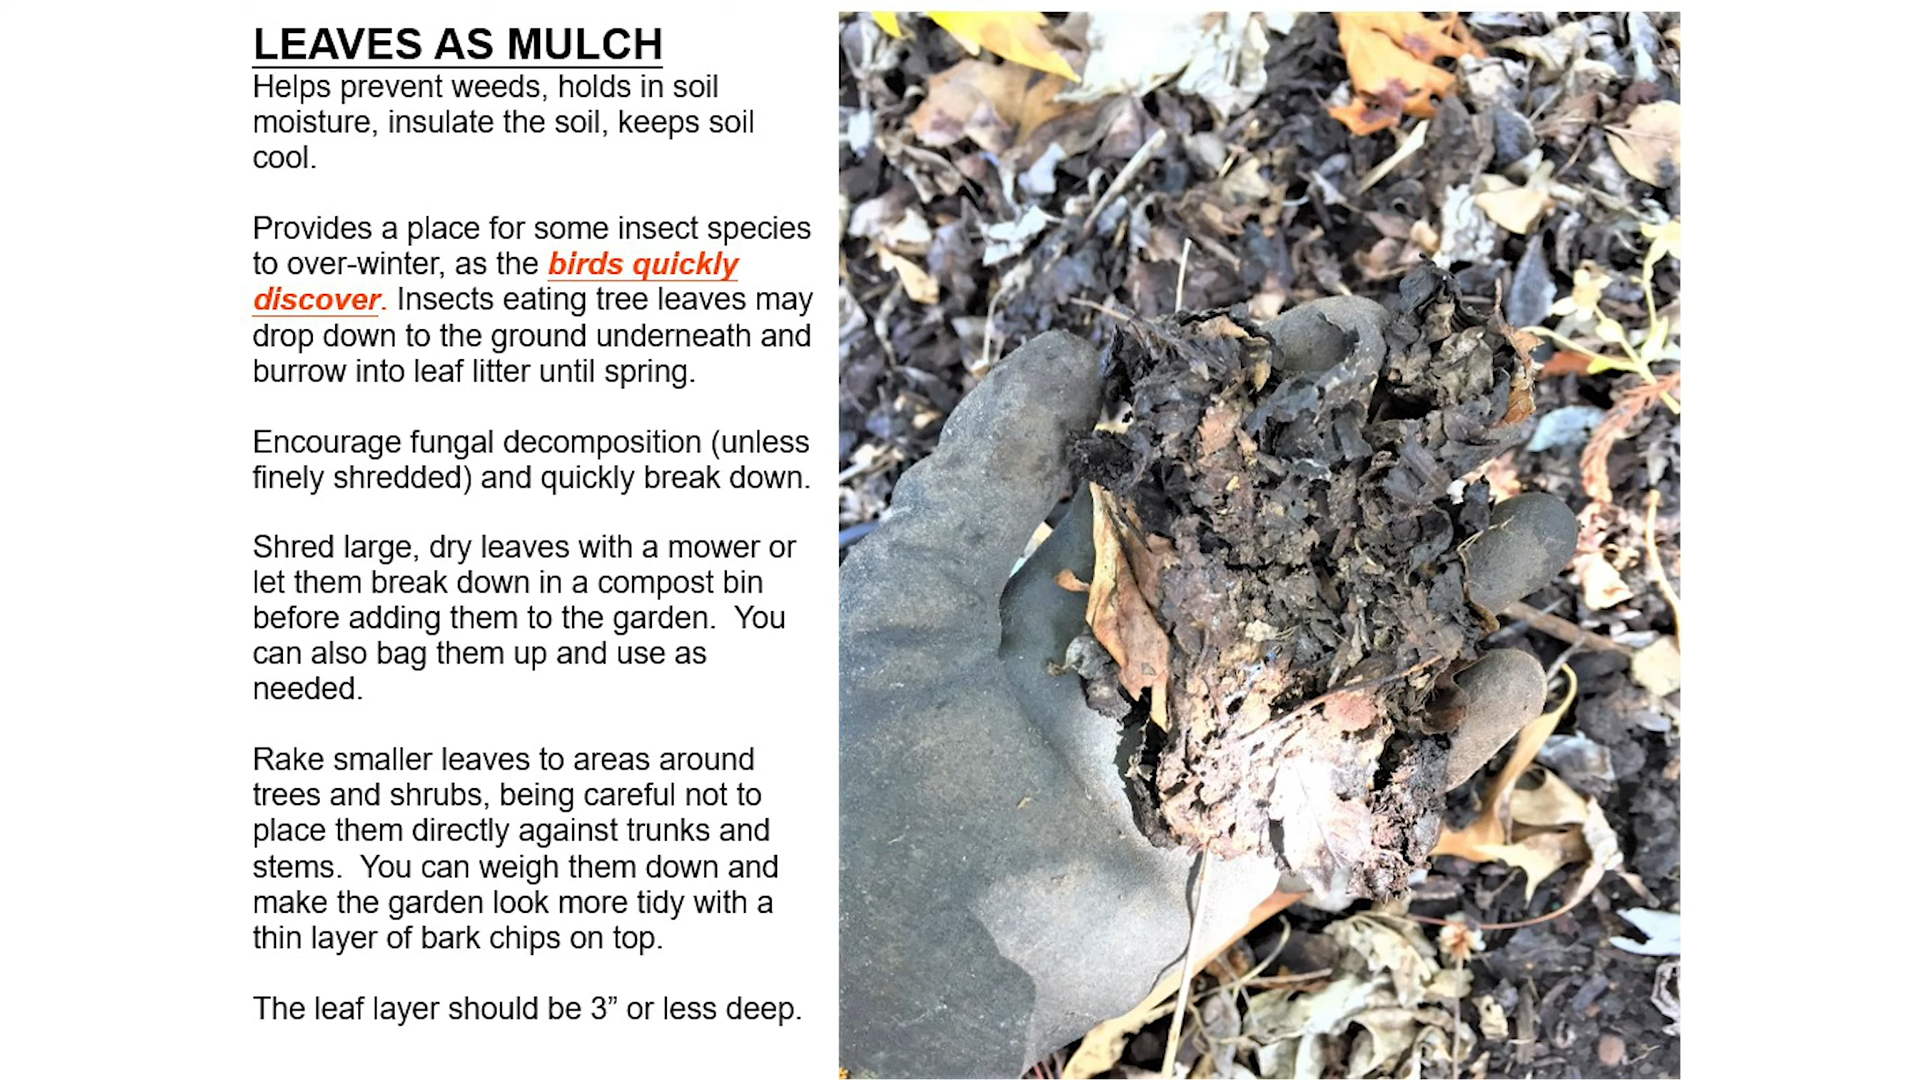 LEAVES AS MULCH
Helps prevent weeds, holds in soil
moisture, insulate the soil, keeps soil
cool.
Provides a place for some insect species
to over-winter, as the birds quickly
discover. Insects eating tree leaves may
drop down to the ground underneath and
burrow into leaf litter until spring.
Encourage fungal decomposition (unless
finely shredded) and quickly break down.
Shred large, dry leaves with a mower or
let them break down in a compost bin
before adding them to the garden.  You
can also bag them up and use as
needed.
Rake smaller leaves to areas around
trees and shrubs, being careful not to
place them directly against trunks and
stems.  You can weigh them down and
make the garden look more tidy with a
thin layer of bark chips on top.
The leaf layer should be 3” or less deep.